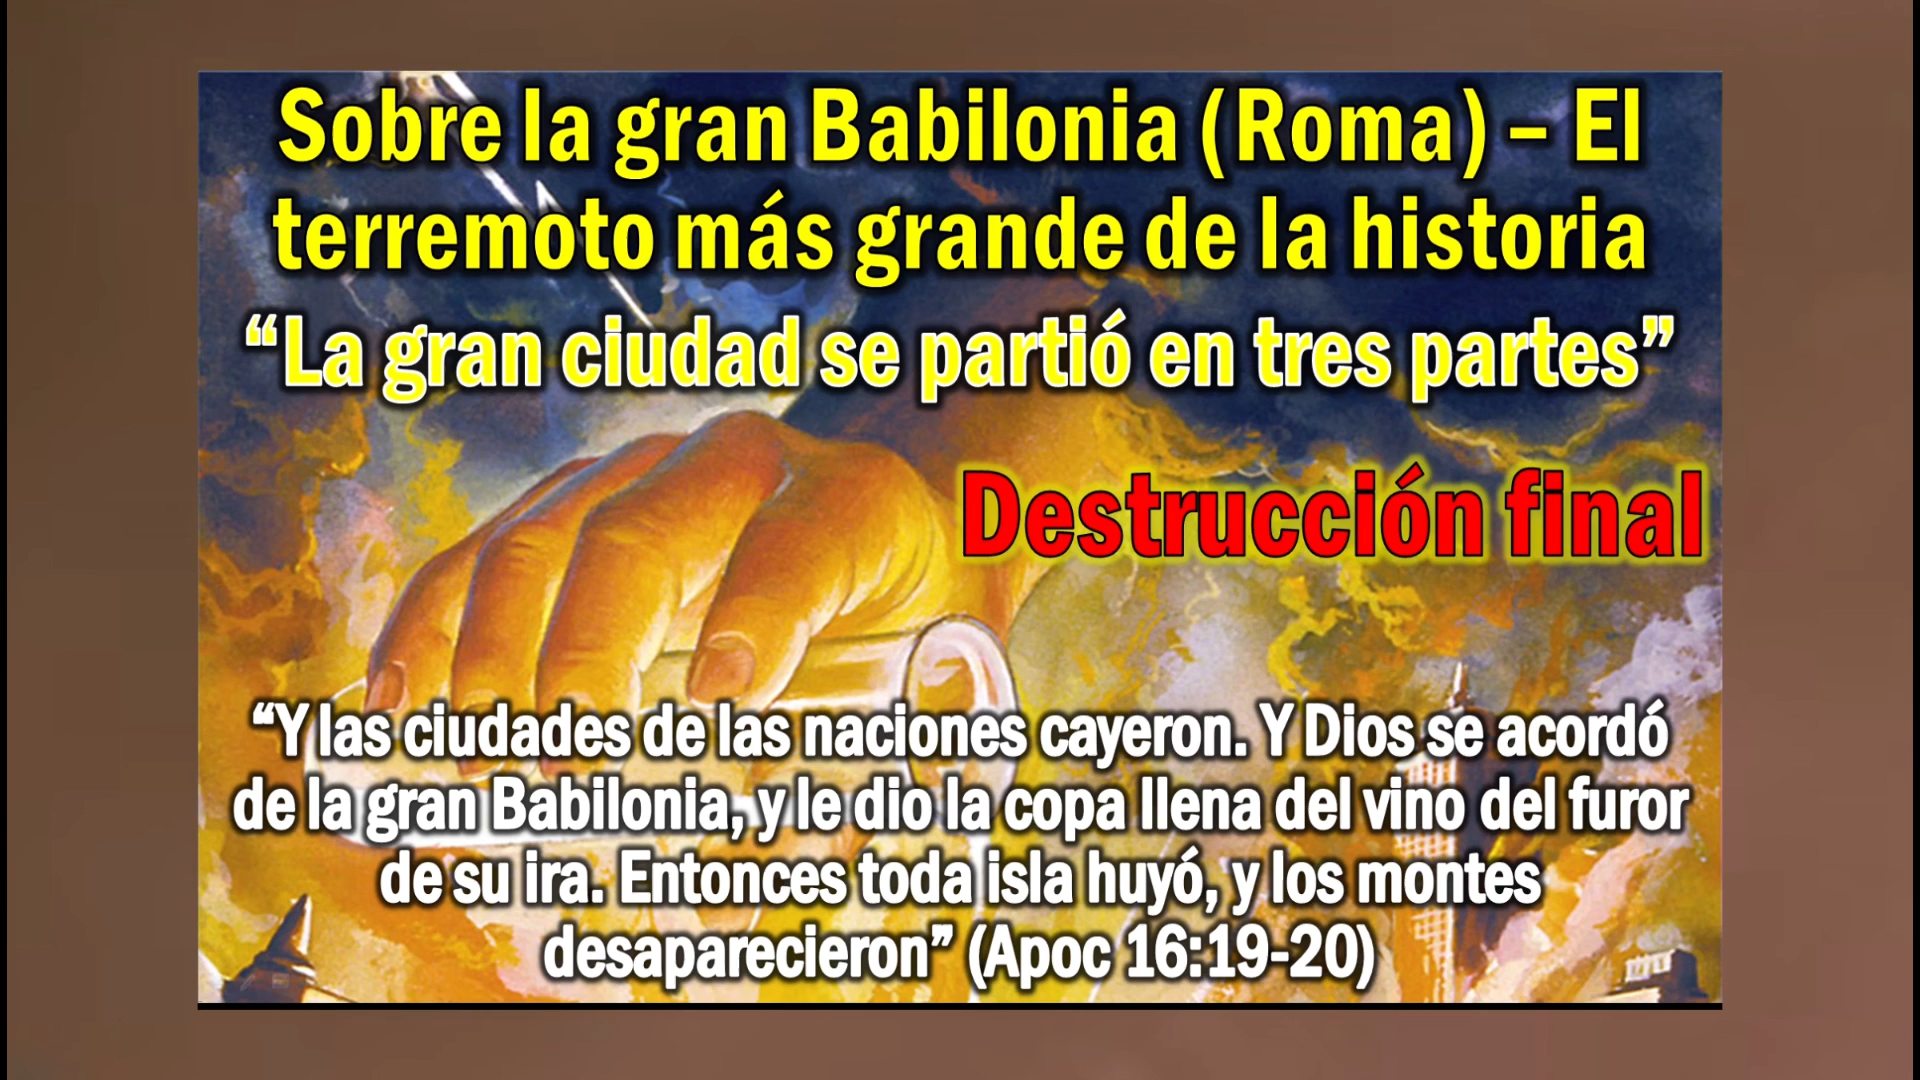 Sobre la gran Babilonia (Roma) – El
terremoto más grande de la historia
“La gran ciudad se partió en tres partes”
Destrucción final
“Y las ciudades de las naciones cayeron. Y Dios se acordó
de la gran Babilonia, y le dio la copa llena del vino del furor
de su ira. Entonces toda isla huyó, y los montes
desaparecieron” (Apoc 16:19-20)